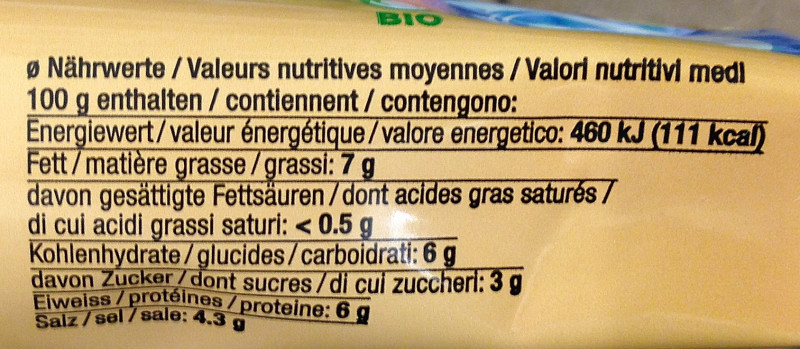 BIO
ø Nährwerte / Valeurs nutritives moyennes / Valori nutritivi medi
100 g enthalten / contiennent / contengono:
Energiewert / valeur énergétique / valore energetico: 460 kJ (111 kcal)
Fett / matière grasse / grassi: 7 g
davon gesättigte Fettsäuren / dont acides gras saturés /
di cui acidi grassi saturi: < 0.5 g
Kohlenhydrate / glucides / carboidrati: 6 g
davon Zucker / dont sucres / di cui zuccheri: 3 g
Eiweiss / protéines / proteine: 6 g
Salz / sel / sale: 4.3 g